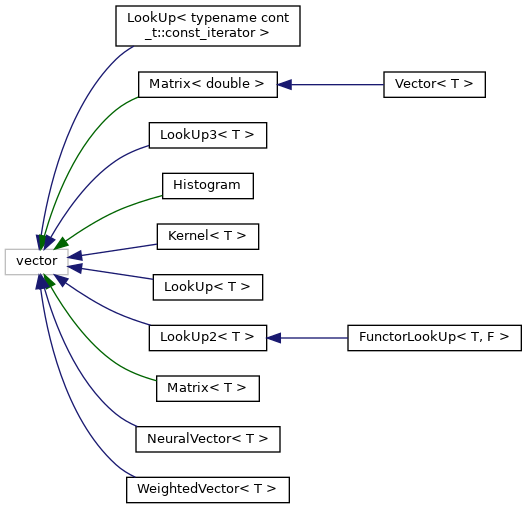 LookUp< typename cont
_t::const_iterator >
Matrix< double >
Vector< T >
LookUp3< T >
Histogram
Kernel< T >
vector
LookUp< T >
LookUp2< T >
FunctorLookUp< T, F >
Matrix< T >
NeuralVector< T >
WeightedVector< T >